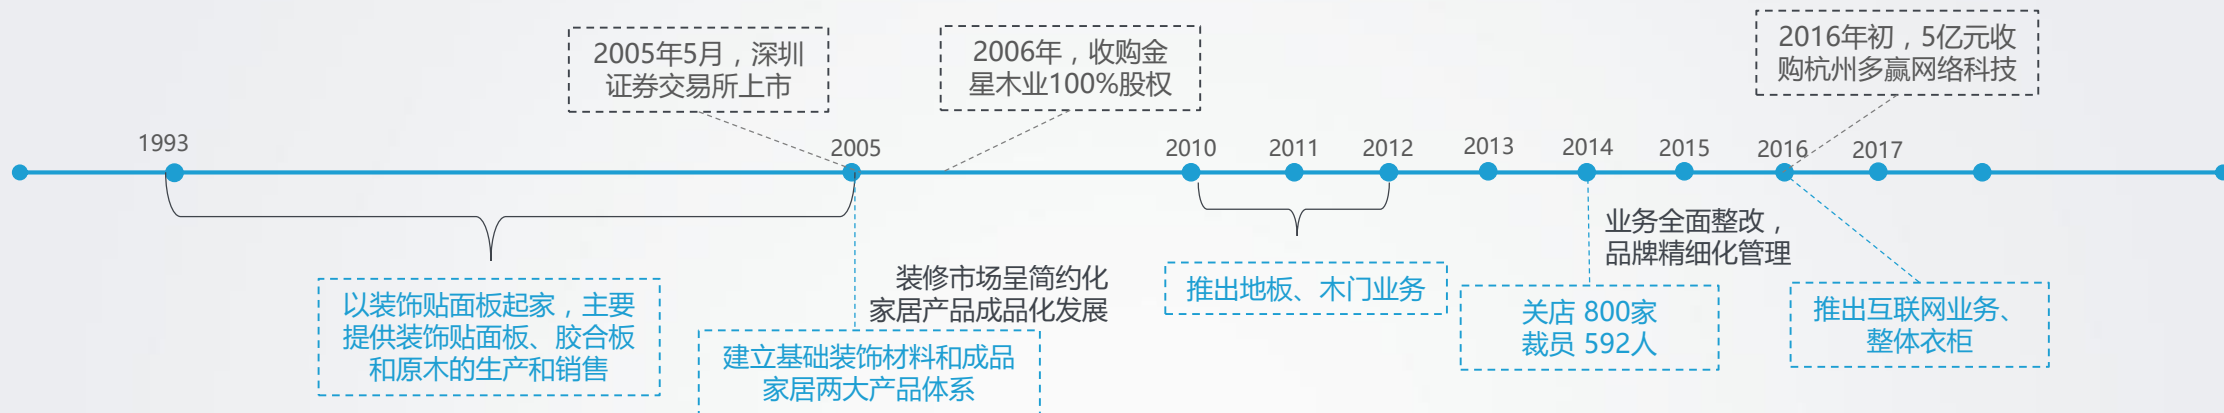 2005年5月，深圳
证券交易所上市
2006年，收购金
星木业100%股权
2016年初，5亿元收
购杭州多赢网络科技
1993
2005
2010
2011
2012
2013
2014
2015
2016
2017
以装饰贴面板起家，主要
提供装饰贴面板、胶合板
和原木的生产和销售
装修市场呈简约化
家居产品成品化发展
建立基础装饰材料和成品
家居两大产品体系
推出地板、木门业务
业务全面整改，
品牌精细化管理
关店 800家
裁员 592人
推出互联网业务、
整体衣柜